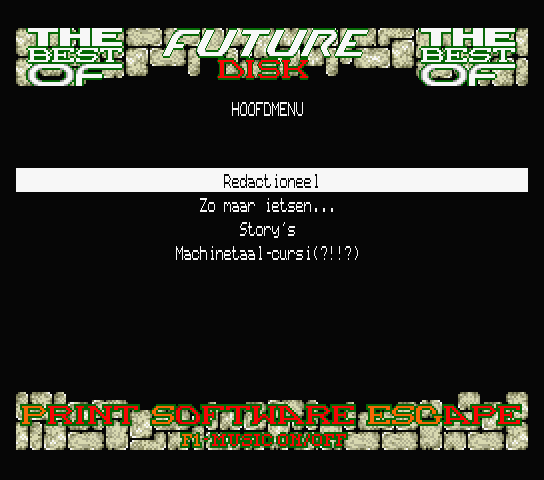 THE BEST OF FUTURE DISK THE BEST OF
HOOFDMENU
Redactioneel
Zo maar ietsen...
Story's
Machinetaal-cursi(?!!?)
PRINT SOFTWARE ESCAPE
F1-MUSIC ON/OFF